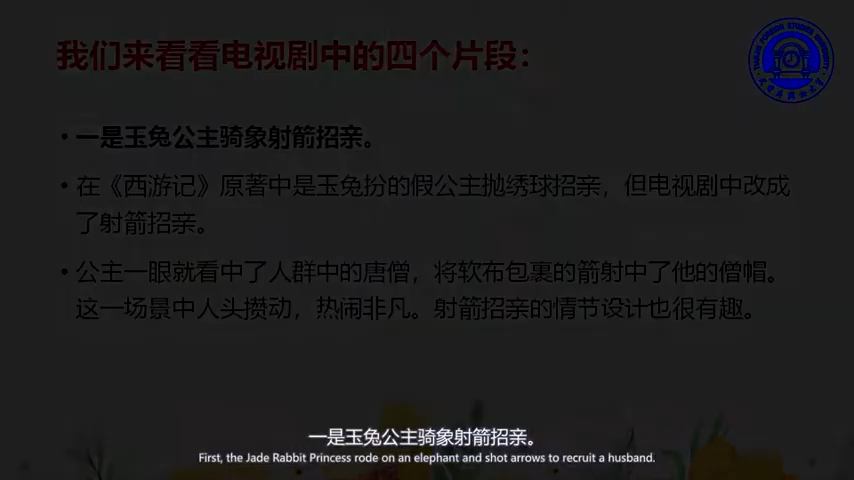 我们来看看电视剧中的四个片段：
TIANJIN FOREIGN STUDIES UNIVERSITY
• 一是玉兔公主骑象射箭招亲。
• 在《西游记》原著中是玉兔扮的假公主抛绣球招亲，但电视剧中改成
了射箭招亲。
• 公主一眼就看中了人群中的唐僧，将软布包裹的箭射中了他的僧帽。
这一场景中人头攒动，热闹非凡。射箭招亲的情节设计也很有趣。
一是玉兔公主骑象射箭招亲。
First, the Jade Rabbit Princess rode on an elephant and shot arrows to recruit a husband.